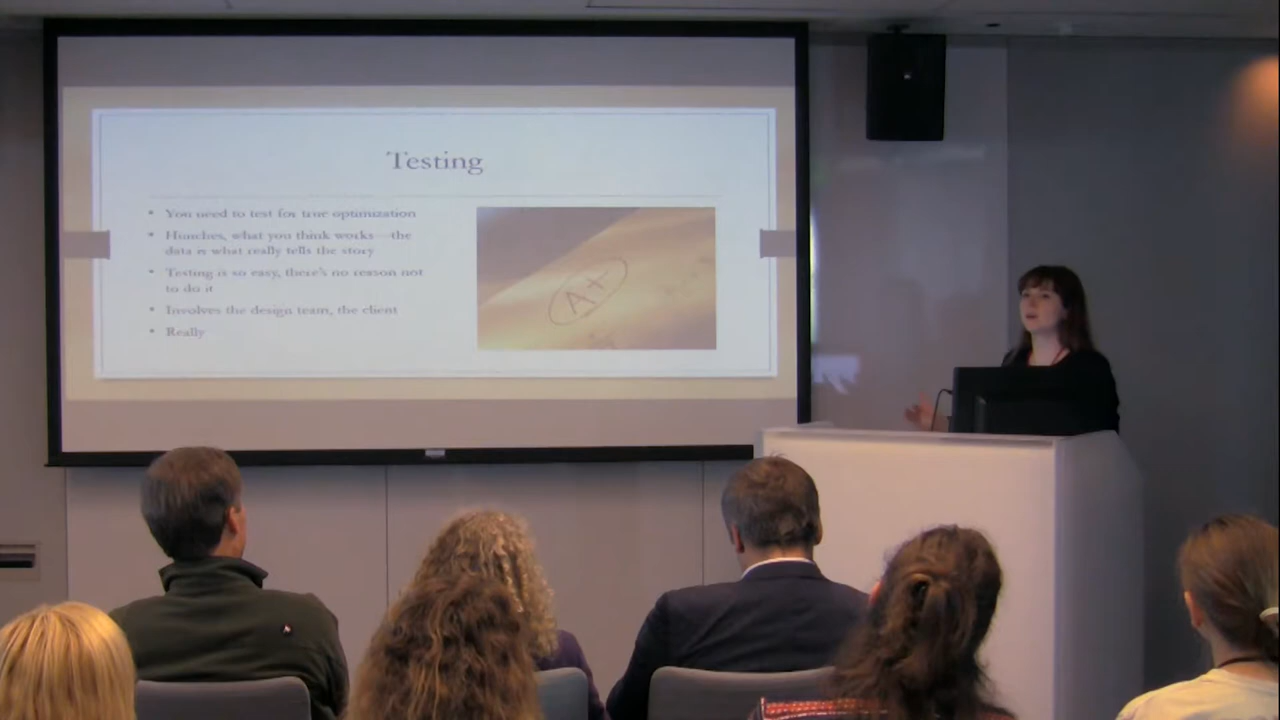 Testing
You need to test for true optimization
Hunches, what you think works—the
data is what really tells the story
Testing is so easy, there's no reason not
to do it
Involves the design team, the client
Really
A+